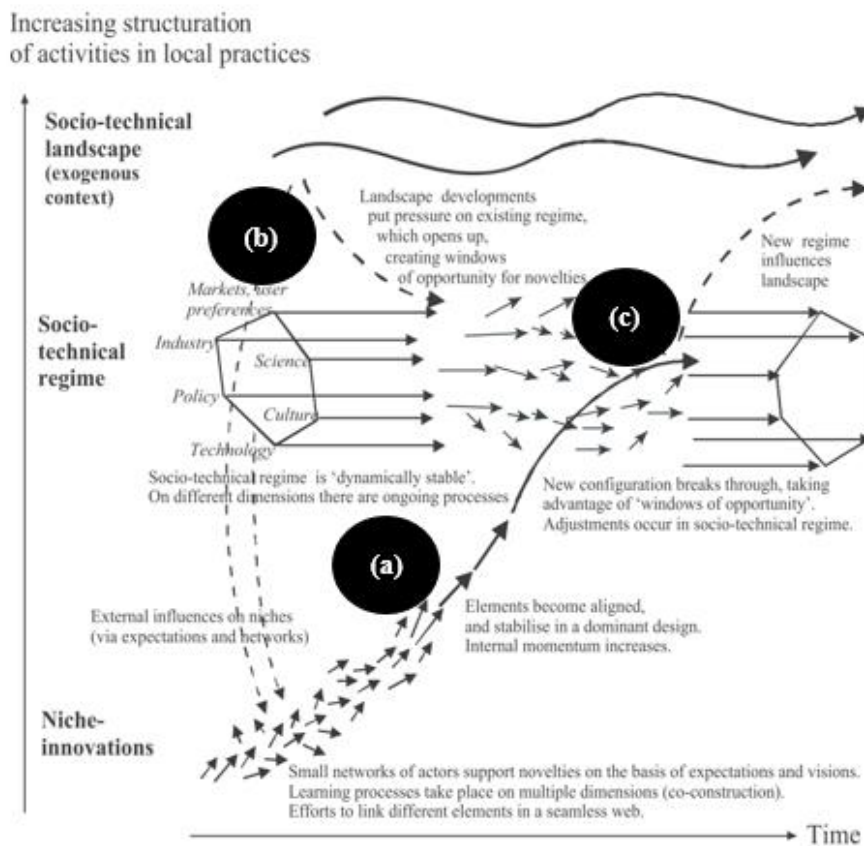 Increasing structuration
of activities in local practices
Socio-technical
landscape
(exogenous
context)
Landscape developments
put pressure on existing regime,
which opens up,
creating windows
of opportunity for novelties
(b)
(c)
New regime
influences
landscape
Markets, user
preferences
Socio-
technical
regime
Industry
Science
Policy
Culture
Technology
Socio-technical regime is ‘dynamically stable’.
On different dimensions there are ongoing processes
New configuration breaks through, taking
advantage of ‘windows of opportunity’.
Adjustments occur in socio-technical regime.
(a)
External influences on niches
(via expectations and networks)
Elements become aligned,
and stabilise in a dominant design.
Internal momentum increases.
Niche-
innovations
Small networks of actors support novelties on the basis of expectations and visions.
Learning processes take place on multiple dimensions (co-construction).
Efforts to link different elements in a seamless web.
Time